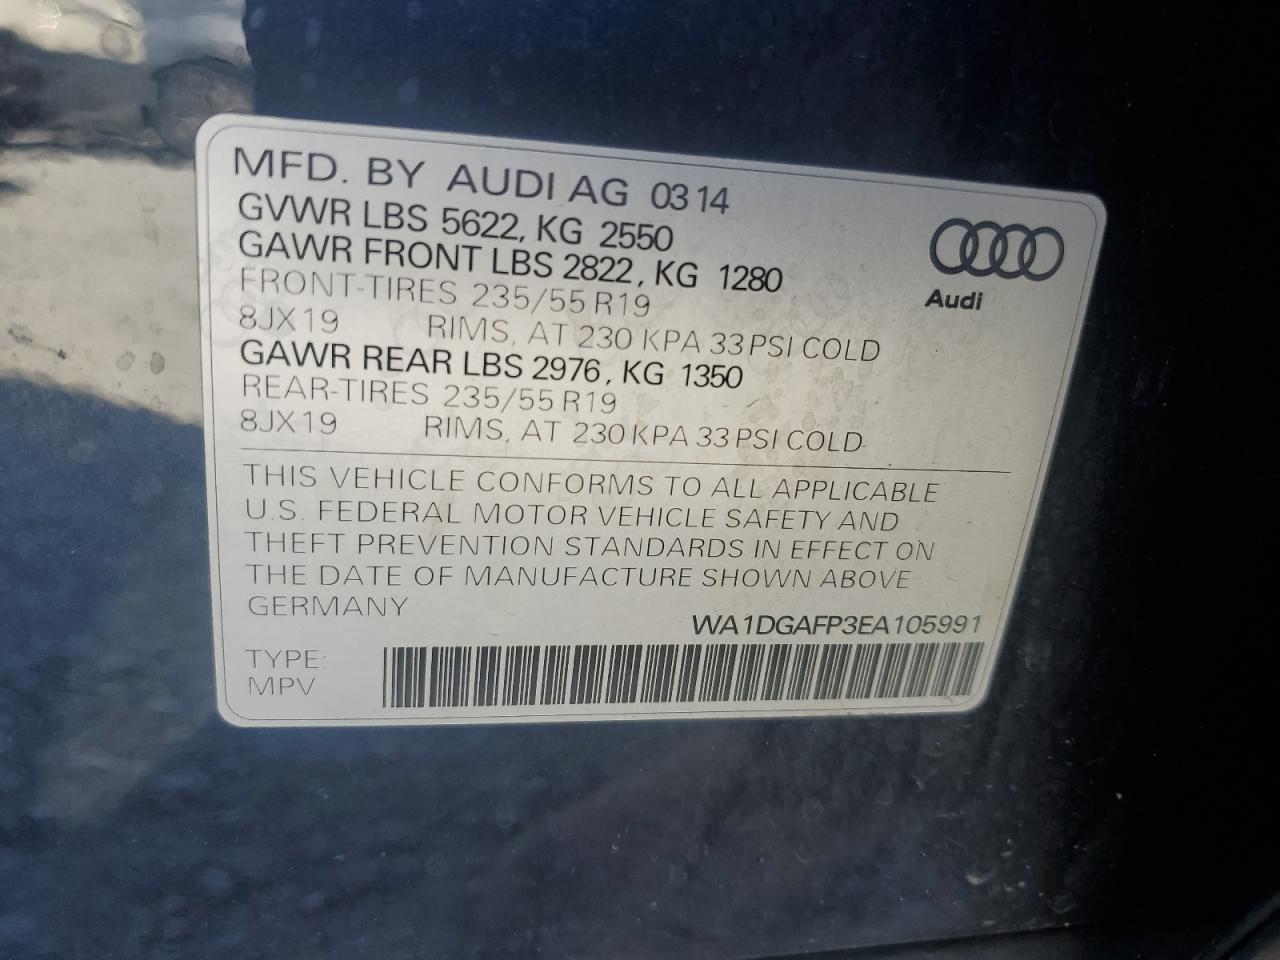 MFD. BY AUDI AG 03 14
GVWR LBS 5622, KG 2550
GAWR FRONT LBS 2822, KG 1280
FRONT-TIRES 235/55 R19
8JX19 RIMS, AT 230 KPA 33 PSI COLD
GAWR REAR LBS 2976, KG 1350
REAR-TIRES 235/55 R19
8JX19 RIMS, AT 230 KPA 33 PSI COLD
Audi
THIS VEHICLE CONFORMS TO ALL APPLICABLE
U.S. FEDERAL MOTOR VEHICLE SAFETY AND
THEFT PREVENTION STANDARDS IN EFFECT ON
THE DATE OF MANUFACTURE SHOWN ABOVE
GERMANY
WA1DGAFP3EA105991
TYPE:
MPV